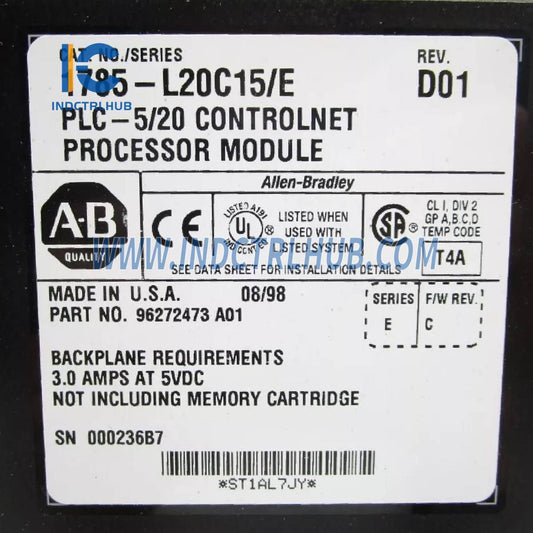 CAT. NO./SERIES
REV.
1785-L20C15/E
D01
INDCTRLHUB
PLC-5/20 CONTROLNET
PROCESSOR MODULE
Allen-Bradley
A-B
QUALITY
CE
LISTED
UL
LISTED WHEN
USED WITH
LISTED SYSTEM
SA
CL I, DIV 2
GP A,B,C,D
TEMP CODE
T4A
WWW.INDCTRLHUB.COM
SEE DATA SHEET FOR INSTALLATION DETAILS
MADE IN U.S.A. 08/98
PART NO. 96272473 A01
SERIES
F/W REV.
E
C
BACKPLANE REQUIREMENTS
3.0 AMPS AT 5VDC
NOT INCLUDING MEMORY CARTRIDGE
SN 000236B7
*ST1AL7JY*